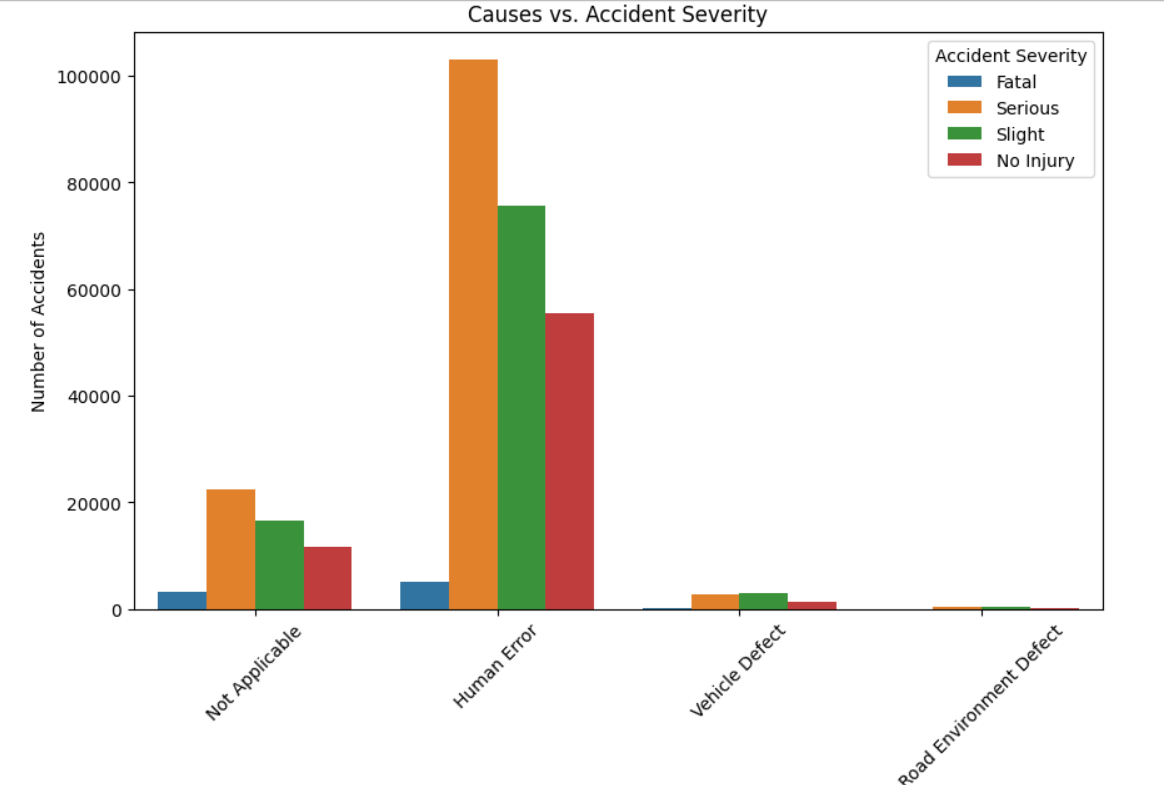 Causes vs. Accident Severity
Accident Severity
Fatal
Serious
Slight
No Injury
Number of Accidents
100000
80000
60000
40000
20000
0
Not Applicable
Human Error
Vehicle Defect
Road Environment Defect